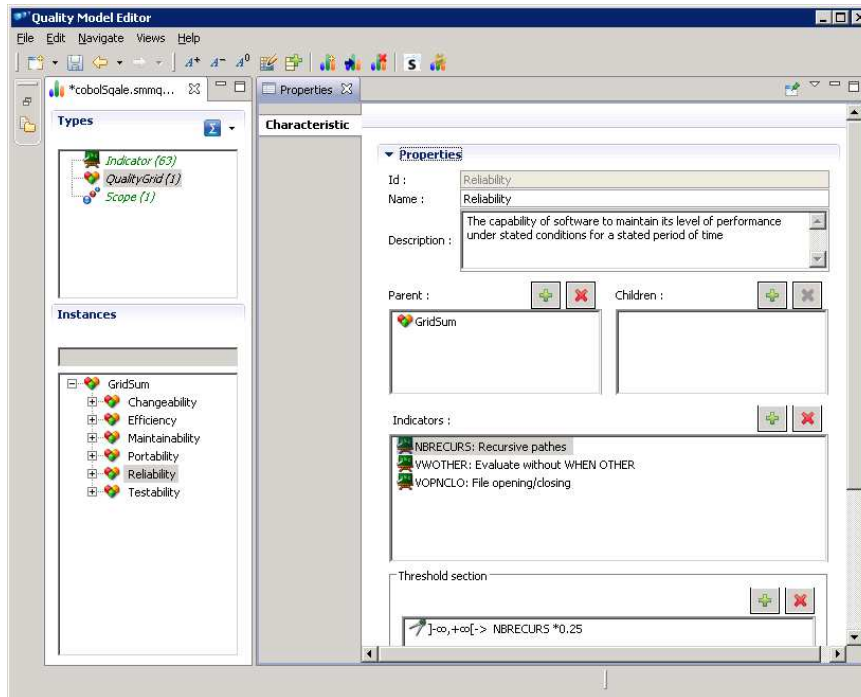 Quality Model Editor
File Edit Navigate Views Help
A+ A- A0 S
*cobolSqale.smmq...
Properties
Types
Indicator (63)
QualityGrid (1)
Scope (1)
Instances
GridSum
Changeability
Efficiency
Maintainability
Portability
Reliability
Testability
Characteristic
Properties
Id : Reliability
Name : Reliability
Description : The capability of software to maintain its level of performance
under stated conditions for a stated period of time
Parent : Children :
GridSum
Indicators :
NBRECURS: Recursive pathes
VWOTHER: Evaluate without WHEN OTHER
VOPNCLO: File opening/closing
Threshold section
]-∞,+∞[-> NBRECURS *0.25